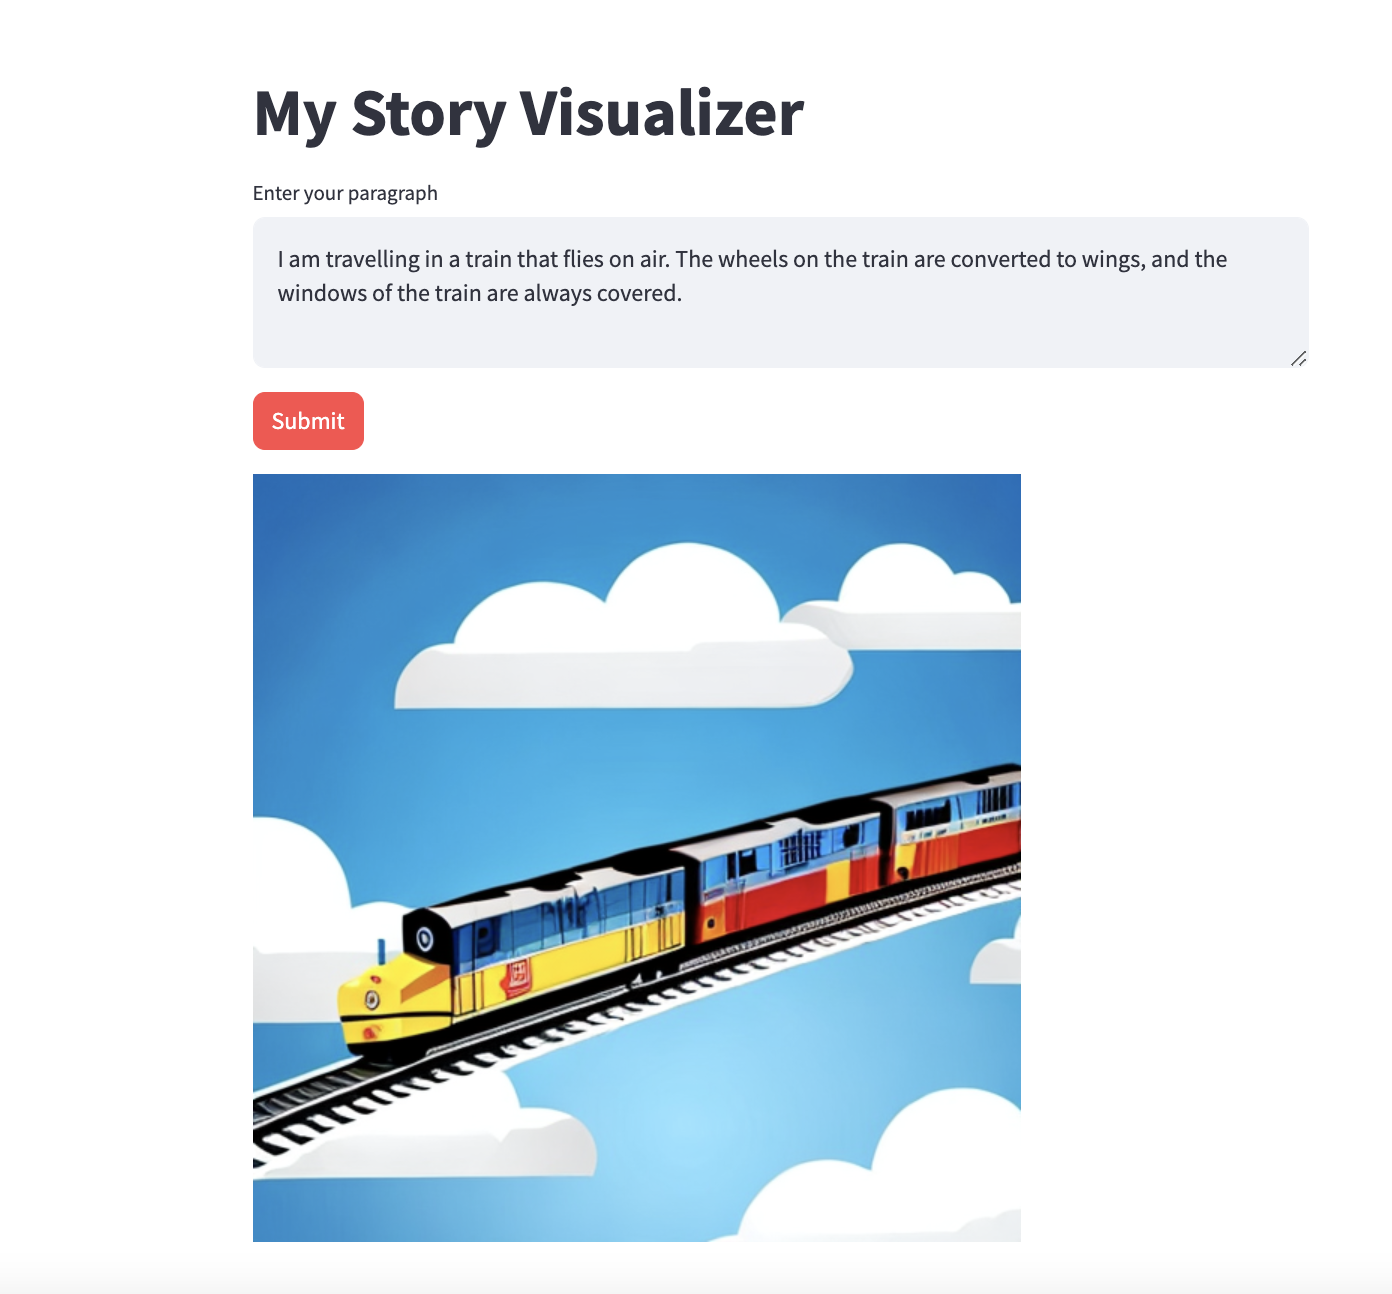 My Story Visualizer
Enter your paragraph
I am travelling in a train that flies on air. The wheels on the train are converted to wings, and the
windows of the train are always covered.
Submit